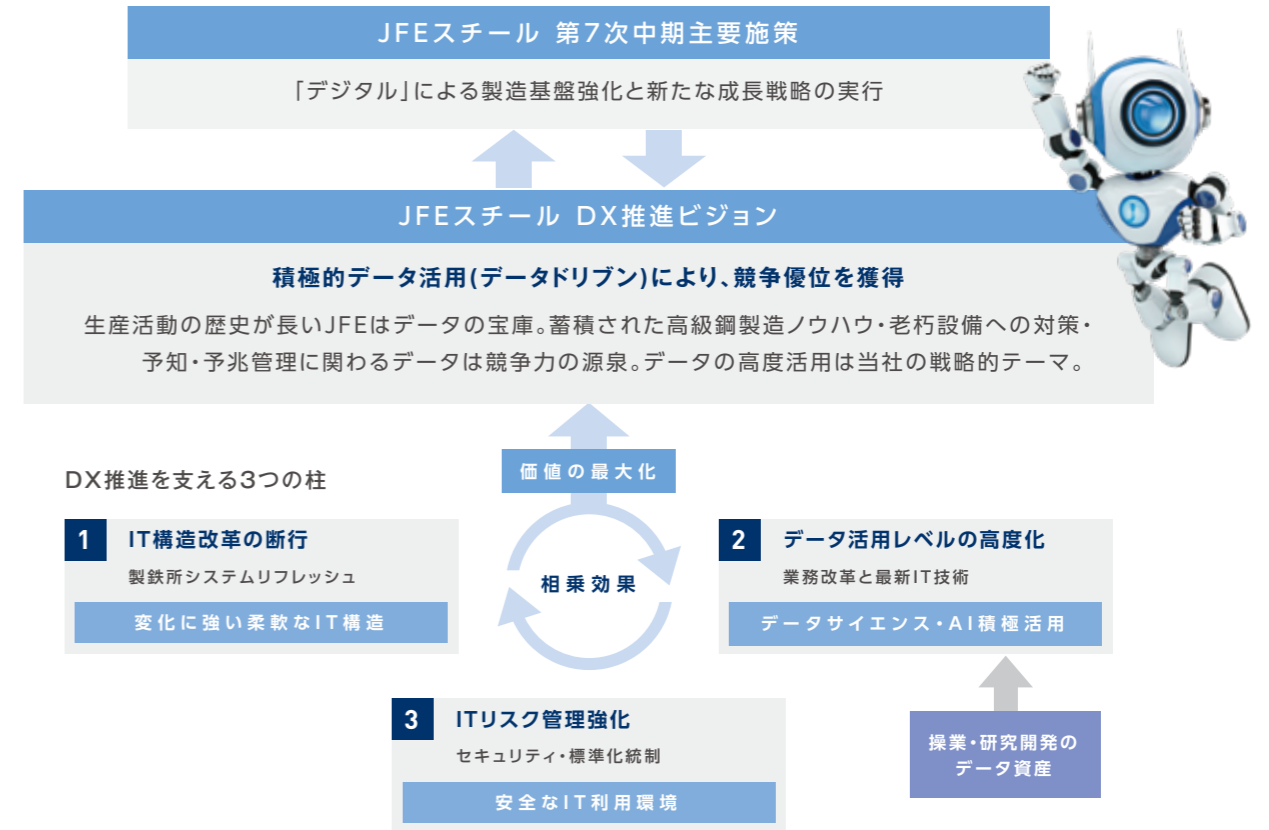 JFEスチール 第7次中期主要施策
「デジタル」による製造基盤強化と新たな成長戦略の実行
JFEスチール DX推進ビジョン
積極的データ活用(データドリブン)により、競争優位を獲得
生産活動の歴史が長いJFEはデータの宝庫。蓄積された高級鋼製造ノウハウ・老朽設備への対策・
予知・予兆管理に関わるデータは競争力の源泉。データの高度活用は当社の戦略的テーマ。
価値の最大化
DX推進を支える3つの柱
1 IT構造改革の断行
製鉄所システムリフレッシュ
変化に強い柔軟なIT構造
相乗効果
2 データ活用レベルの高度化
業務改革と最新IT技術
データサイエンス・AI積極活用
3 ITリスク管理強化
セキュリティ・標準化統制
安全なIT利用環境
操業・研究開発の
データ資産